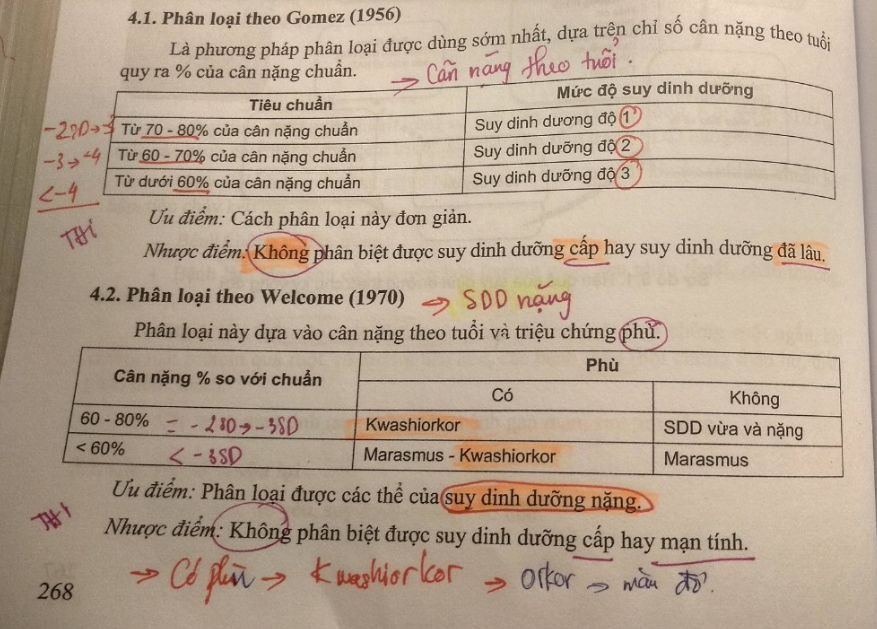 4.1. Phân loại theo Gomez (1956)
Là phương pháp phân loại được dùng sớm nhất, dựa trên chỉ số cân nặng theo tuổi
quy ra % của cân nặng chuẩn.
→ Cân nặng theo tuổi.
Tiêu chuẩn Mức độ suy dinh dưỡng
-2SD→-3 Từ 70 - 80% của cân nặng chuẩn Suy dinh dương độ 1
-3→-4 Từ 60 - 70% của cân nặng chuẩn Suy dinh dưỡng độ 2
<-4 Từ dưới 60% của cân nặng chuẩn Suy dinh dưỡng độ 3
Ưu điểm: Cách phân loại này đơn giản.
THI
Nhược điểm: Không phân biệt được suy dinh dưỡng cấp hay suy dinh dưỡng đã lâu.
4.2. Phân loại theo Welcome (1970) → SDD nặng
Phân loại này dựa vào cân nặng theo tuổi và triệu chứng phù.
Cân nặng % so với chuẩn Phù
Có Không
60 - 80% = -2SD→-3SD Kwashiorkor SDD vừa và nặng
< 60% <-3SD Marasmus - Kwashiorkor Marasmus
Ưu điểm: Phân loại được các thể của suy dinh dưỡng nặng.
THI
Nhược điểm: Không phân biệt được suy dinh dưỡng cấp hay mạn tính.
→ Có phù → Kwashiorkor → Orkor → màu đỏ.
268